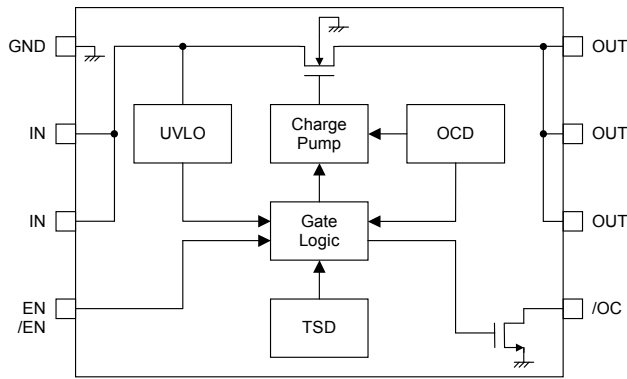 GND
OUT
IN
UVLO
Charge
Pump
OCD
OUT
IN
Gate
Logic
OUT
EN
/EN
TSD
/OC